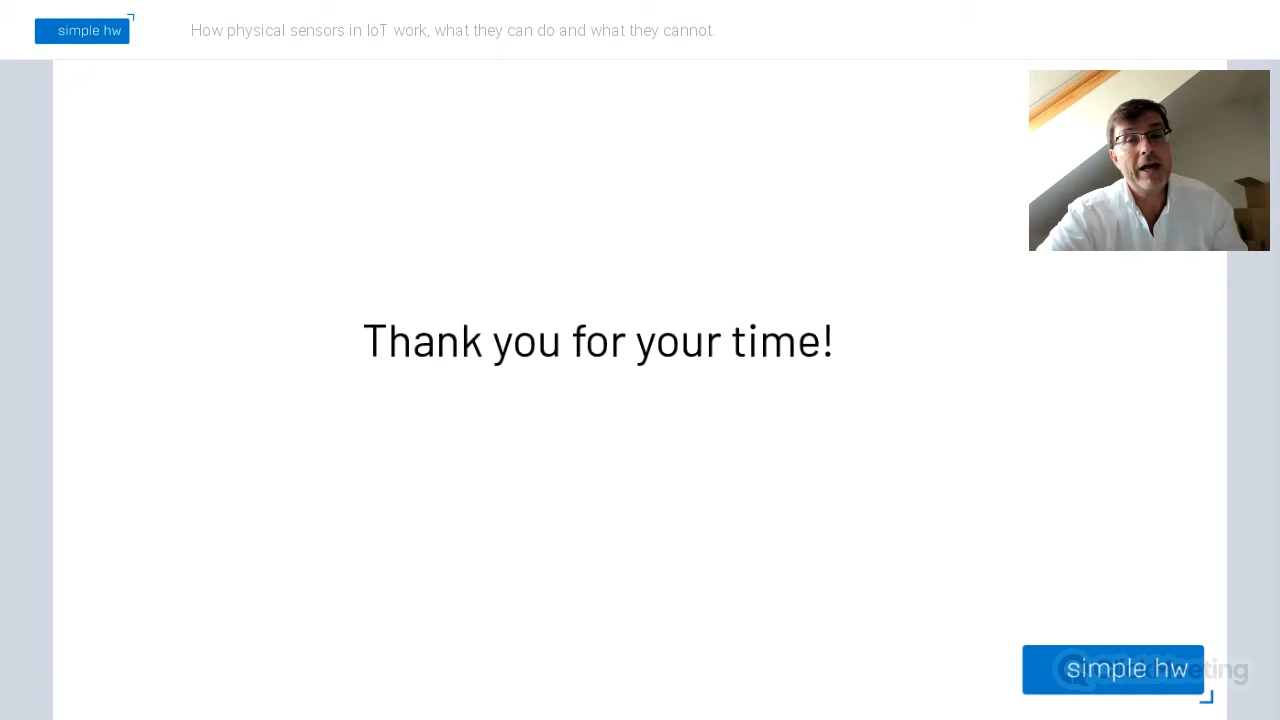 simple hw
How physical sensors in IoT work, what they can do and what they cannot.
Thank you for your time!
simple hw